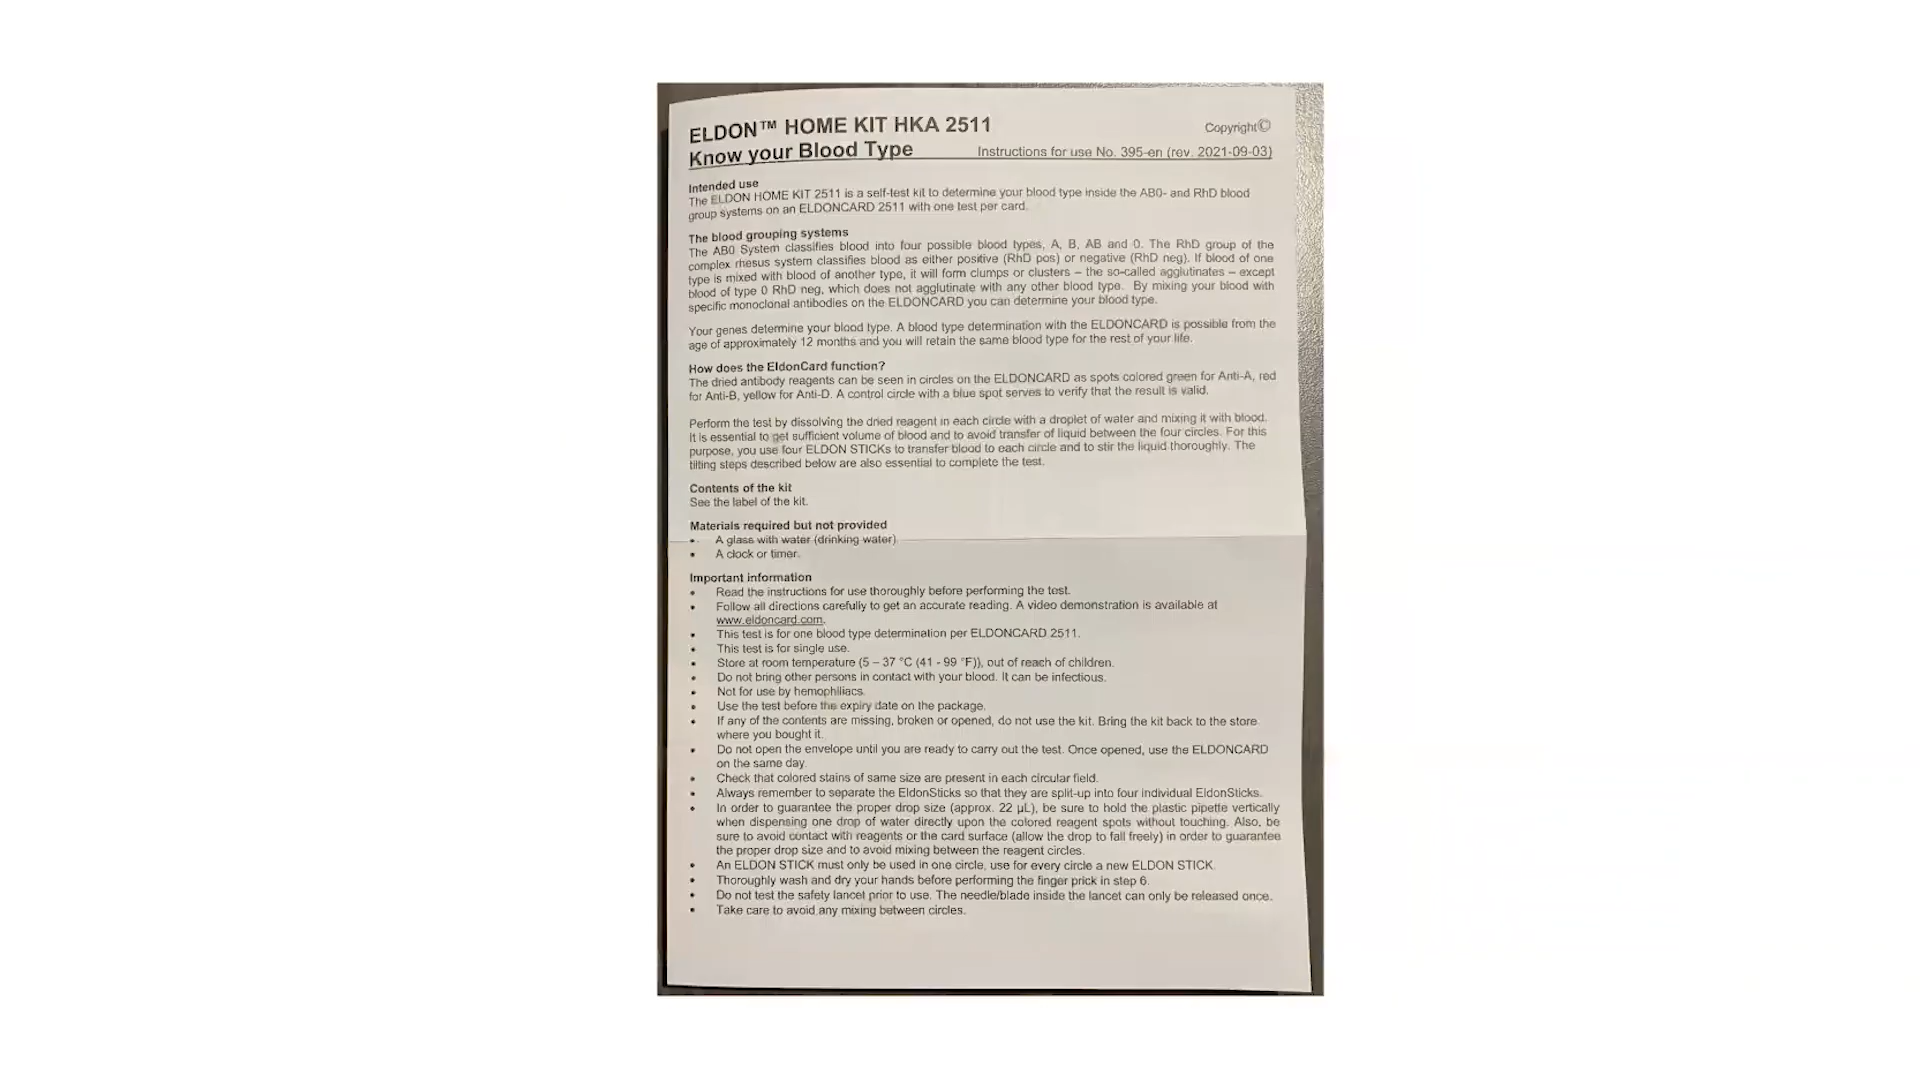 ELDON™ HOME KIT HKA 2511
Copyright©
Know your Blood Type
Instructions for use No. 395-en (rev. 2021-09-03)
Intended use
The ELDON HOME KIT 2511 is a self-test kit to determine your blood type inside the AB0- and RhD blood
group systems on an ELDONCARD 2511 with one test per card.
The blood grouping systems
The AB0 System classifies blood into four possible blood types, A, B, AB and 0. The RhD group of the
complex rhesus system classifies blood as either positive (RhD pos) or negative (RhD neg). If blood of one
type is mixed with blood of another type, it will form clumps or clusters – the so-called agglutinates – except
blood of type 0 RhD neg, which does not agglutinate with any other blood type. By mixing your blood with
specific monoclonal antibodies on the ELDONCARD you can determine your blood type.
Your genes determine your blood type. A blood type determination with the ELDONCARD is possible from the
age of approximately 12 months and you will retain the same blood type for the rest of your life.
How does the EldonCard function?
The dried antibody reagents can be seen in circles on the ELDONCARD as spots colored green for Anti-A, red
for Anti-B, yellow for Anti-D. A control circle with a blue spot serves to verify that the result is valid.
Perform the test by dissolving the dried reagent in each circle with a droplet of water and mixing it with blood.
It is essential to get sufficient volume of blood and to avoid transfer of liquid between the four circles. For this
purpose, you use four ELDON STICKs to transfer blood to each circle and to stir the liquid thoroughly. The
tilting steps described below are also essential to complete the test.
Contents of the kit
See the label of the kit.
Materials required but not provided
• A glass with water (drinking water)
• A clock or timer.
Important information
• Read the instructions for use thoroughly before performing the test.
• Follow all directions carefully to get an accurate reading. A video demonstration is available at
www.eldoncard.com.
• This test is for one blood type determination per ELDONCARD 2511.
• This test is for single use.
• Store at room temperature (5 – 37 °C (41 - 99 °F)), out of reach of children.
• Do not bring other persons in contact with your blood. It can be infectious.
• Not for use by hemophiliacs.
• Use the test before the expiry date on the package.
• If any of the contents are missing, broken or opened, do not use the kit. Bring the kit back to the store
where you bought it.
• Do not open the envelope until you are ready to carry out the test. Once opened, use the ELDONCARD
on the same day.
• Check that colored stains of same size are present in each circular field.
• Always remember to separate the EldonSticks so that they are split-up into four individual EldonSticks.
• In order to guarantee the proper drop size (approx. 22 µL), be sure to hold the plastic pipette vertically
when dispensing one drop of water directly upon the colored reagent spots without touching. Also, be
sure to avoid contact with reagents or the card surface (allow the drop to fall freely) in order to guarantee
the proper drop size and to avoid mixing between the reagent circles.
• An ELDON STICK must only be used in one circle, use for every circle a new ELDON STICK.
• Thoroughly wash and dry your hands before performing the finger prick in step 6.
• Do not test the safety lancet prior to use. The needle/blade inside the lancet can only be released once.
• Take care to avoid any mixing between circles.